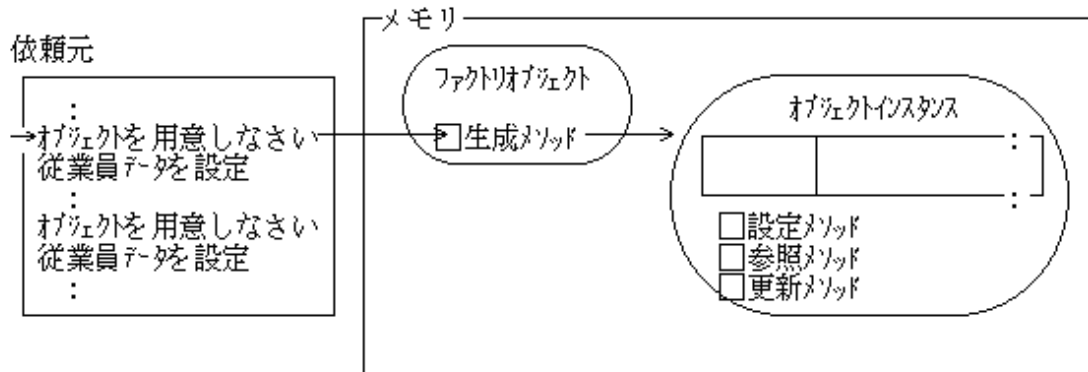 メモリ
依頼元
:
オブジェクトを用意しなさい
従業員データを設定
:
オブジェクトを用意しなさい
従業員データを設定
:
ファクトリオブジェクト
生成メソッド
オブジェクトインスタンス
:
:
設定メソッド
参照メソッド
更新メソッド